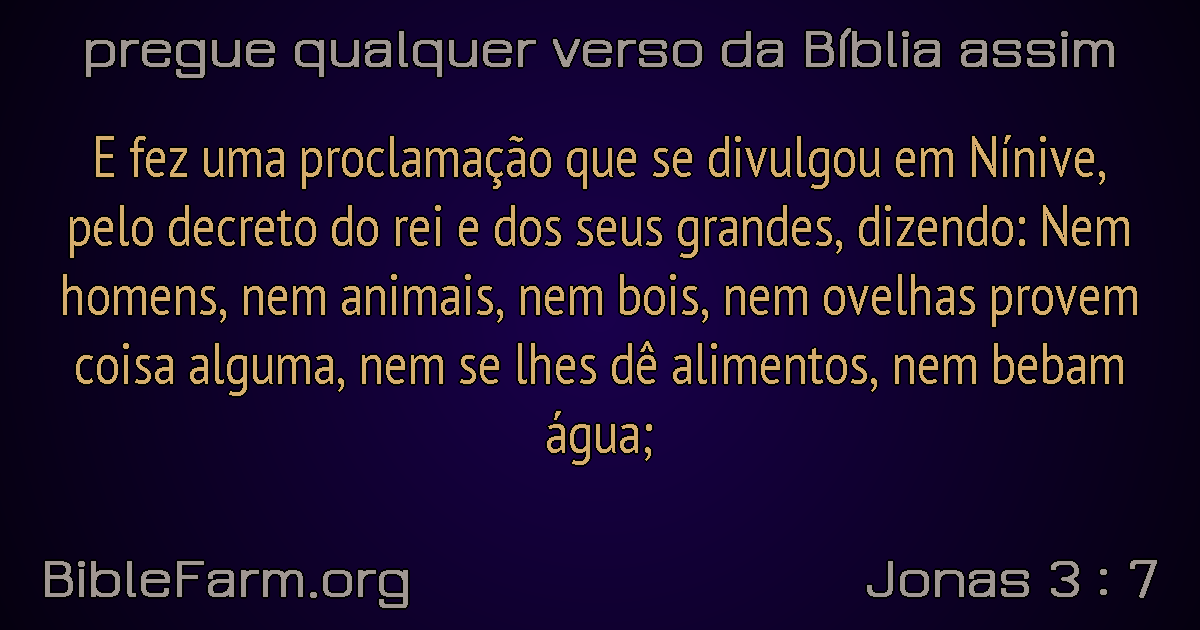 pregue qualquer verso da Bíblia assim
E fez uma proclamação que se divulgou em Nínive,
pelo decreto do rei e dos seus grandes, dizendo: Nem
homens, nem animais, nem bois, nem ovelhas provem
coisa alguma, nem se lhes dê alimentos, nem bebam
água;
BibleFarm.org
Jonas 3 : 7